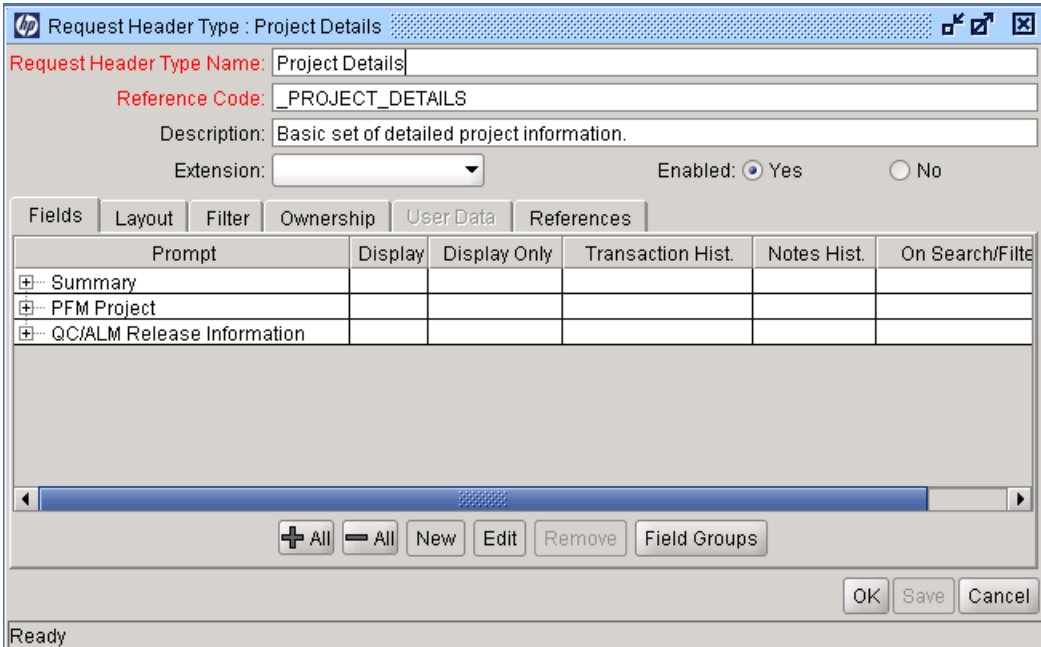 hp Request Header Type : Project Details
Request Header Type Name: Project Details
Reference Code: _PROJECT_DETAILS
Description: Basic set of detailed project information.
Extension: Enabled: Yes No
Fields Layout Filter Ownership User Data References
Prompt Display Display Only Transaction Hist. Notes Hist. On Search/Filte
Summary
PFM Project
QC/ALM Release Information
All All New Edit Remove Field Groups
OK Save Cancel
Ready